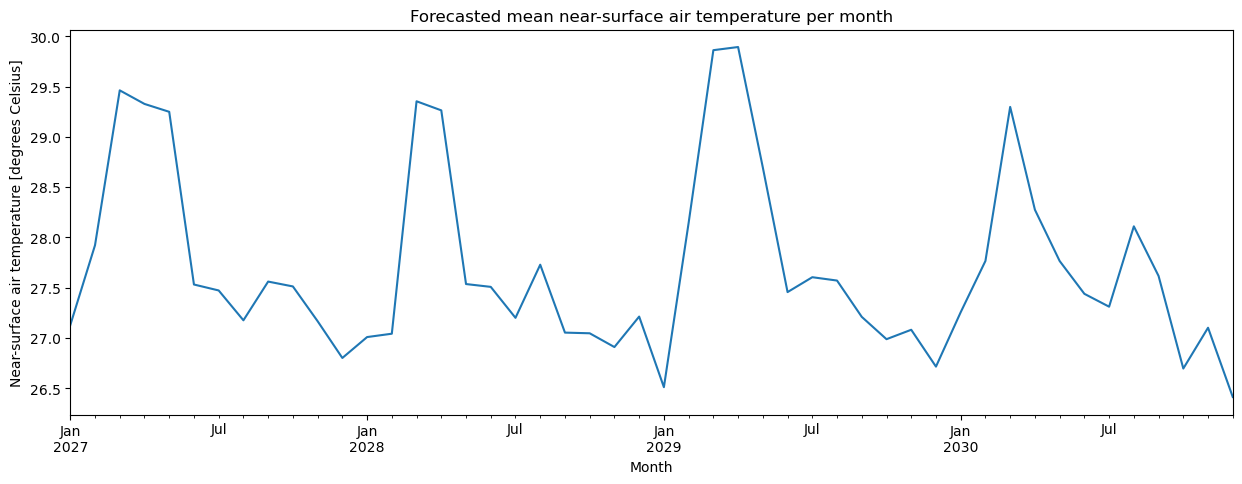 Forecasted mean near-surface air temperature per month
Near-surface air temperature [degrees Celsius]
30.0
29.5
29.0
28.5
28.0
27.5
27.0
26.5
Jan Jul Jan Jul Jan Jul Jan Jul
2027 2028 2029 2030
Month